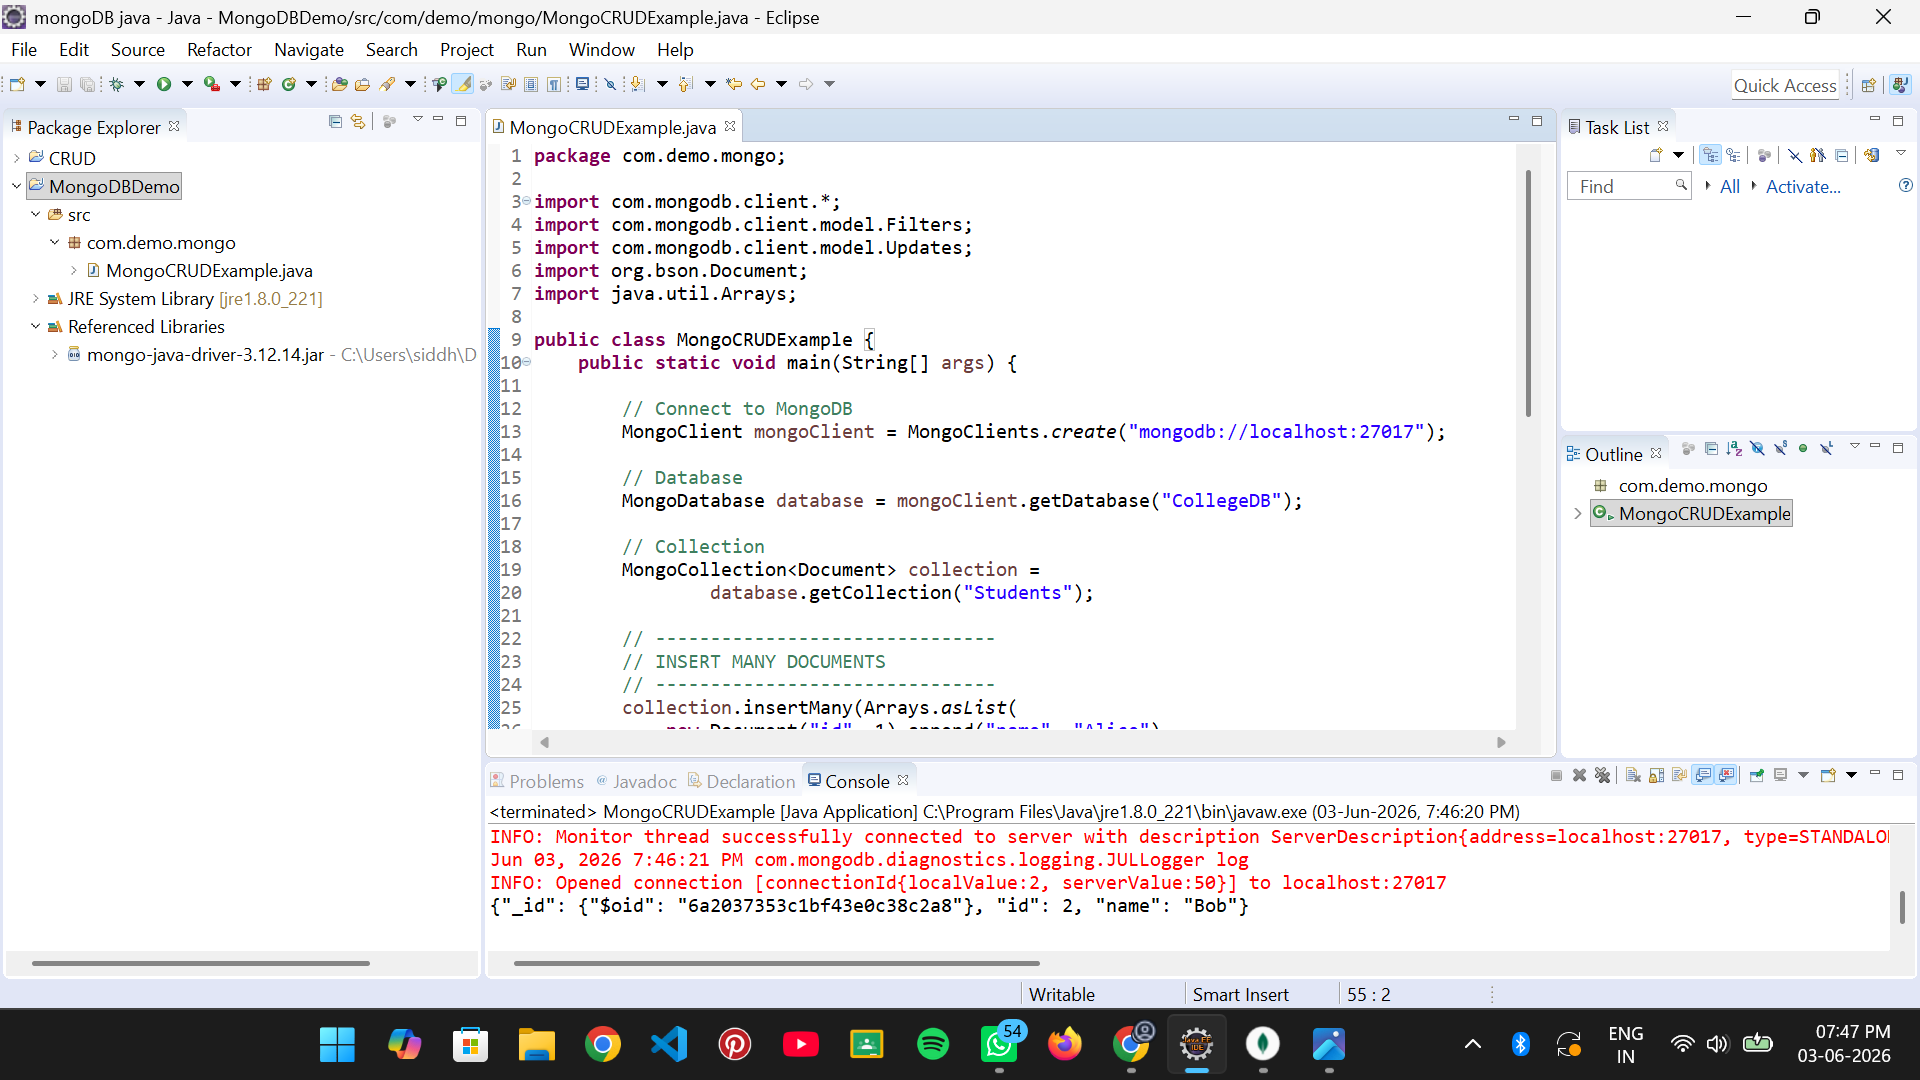 mongoDB java - Java - MongoDBDemo/src/com/demo/mongo/MongoCRUDExample.java - Eclipse
File Edit Source Refactor Navigate Search Project Run Window Help
Quick Access
Package Explorer
CRUD
MongoDBDemo
src
com.demo.mongo
MongoCRUDExample.java
JRE System Library [jre1.8.0_221]
Referenced Libraries
mongo-java-driver-3.12.14.jar - C:\Users\siddh\D
MongoCRUDExample.java
1 package com.demo.mongo;
2
3 import com.mongodb.client.*;
4 import com.mongodb.client.model.Filters;
5 import com.mongodb.client.model.Updates;
6 import org.bson.Document;
7 import java.util.Arrays;
8
9 public class MongoCRUDExample {
10 public static void main(String[] args) {
11
12 // Connect to MongoDB
13 MongoClient mongoClient = MongoClients.create("mongodb://localhost:27017");
14
15 // Database
16 MongoDatabase database = mongoClient.getDatabase("CollegeDB");
17
18 // Collection
19 MongoCollection<Document> collection =
20 database.getCollection("Students");
21
22 // -------------------------------
23 // INSERT MANY DOCUMENTS
24 // -------------------------------
25 collection.insertMany(Arrays.asList(
26 new Document("id", 1).append("name", "Alice")
Task List
Find All Activate...
Outline
com.demo.mongo
MongoCRUDExample
Problems Javadoc Declaration Console
<terminated> MongoCRUDExample [Java Application] C:\Program Files\Java\jre1.8.0_221\bin\javaw.exe (03-Jun-2026, 7:46:20 PM)
INFO: Monitor thread successfully connected to server with description ServerDescription{address=localhost:27017, type=STANDALO
Jun 03, 2026 7:46:21 PM com.mongodb.diagnostics.logging.JULLogger log
INFO: Opened connection [connectionId{localValue:2, serverValue:50}] to localhost:27017
{"_id": {"$oid": "6a2037353c1bf43e0c38c2a8"}, "id": 2, "name": "Bob"}
Writable Smart Insert 55 : 2
54
ENG
IN
07:47 PM
03-06-2026